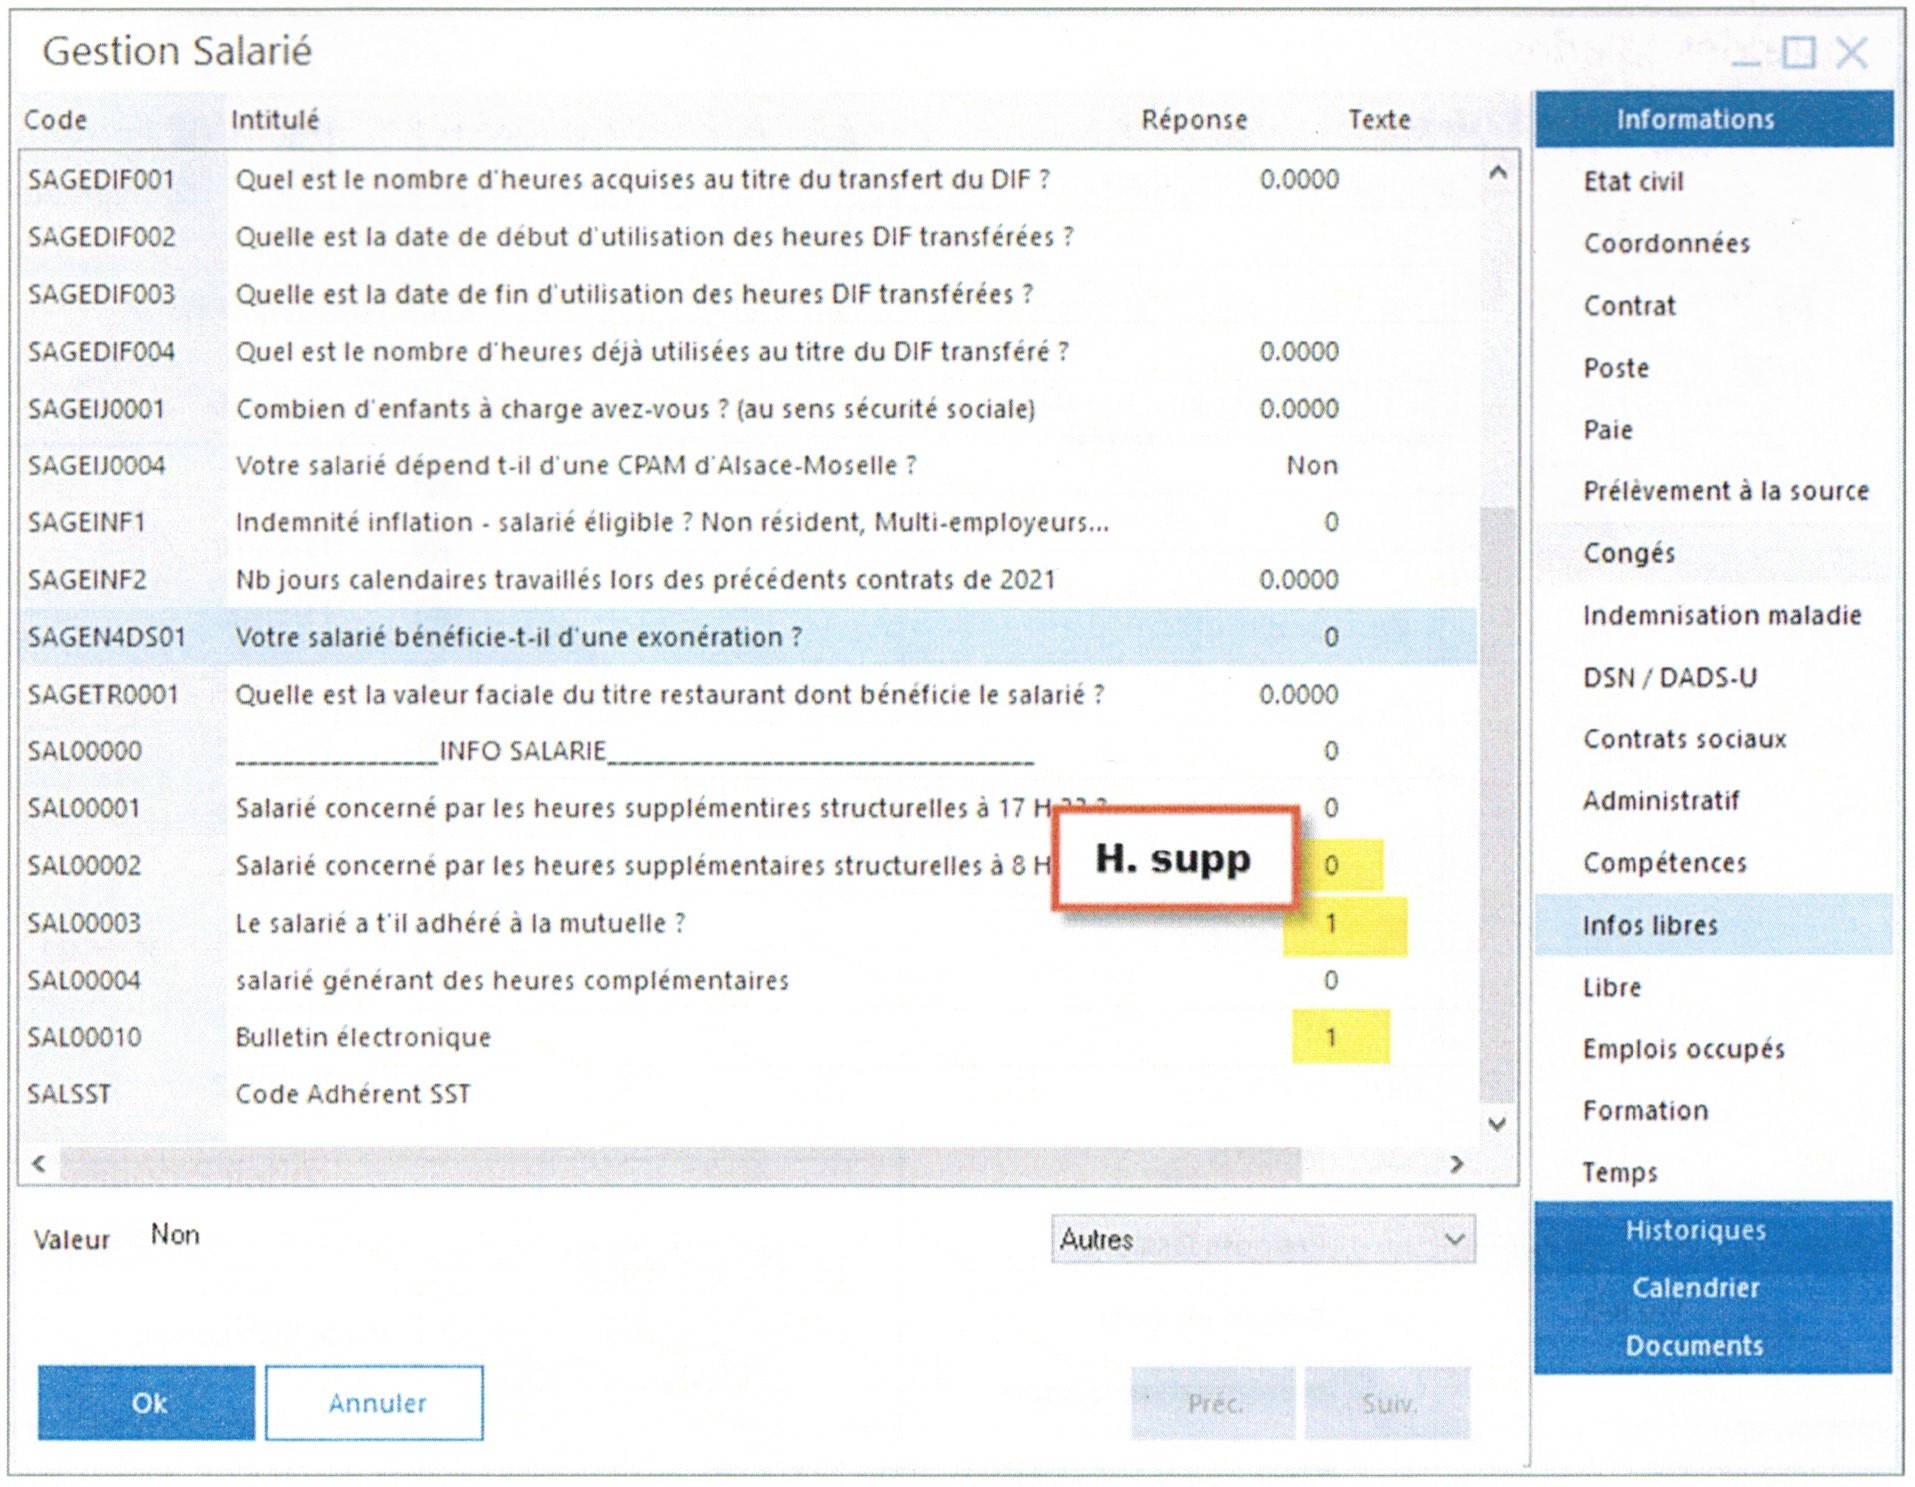 Gestion Salarié
Code Intitulé Réponse Texte
SAGEDIF001 Quel est le nombre d'heures acquises au titre du transfert du DIF ? 0.0000
SAGEDIF002 Quelle est la date de début d'utilisation des heures DIF transférées ?
SAGEDIF003 Quelle est la date de fin d'utilisation des heures DIF transférées ?
SAGEDIF004 Quel est le nombre d'heures déjà utilisées au titre du DIF transféré ? 0.0000
SAGEIJ0001 Combien d'enfants à charge avez-vous ? (au sens sécurité sociale) 0.0000
SAGEIJ0004 Votre salarié dépend t-il d'une CPAM d'Alsace-Moselle ? Non
SAGEINF1 Indemnité inflation - salarié éligible ? Non résident, Multi-employeurs... 0
SAGEINF2 Nb jours calendaires travaillés lors des précédents contrats de 2021 0.0000
SAGEN4DS01 Votre salarié bénéficie-t-il d'une exonération ? 0
SAGETR0001 Quelle est la valeur faciale du titre restaurant dont bénéficie le salarié ? 0.0000
SAL00000 _________________INFO SALARIE____________________________________ 0
SAL00001 Salarié concerné par les heures supplémentires structurelles à 17 H 0
SAL00002 Salarié concerné par les heures supplémentaires structurelles à 8 H 0
H. supp
SAL00003 Le salarié a t'il adhéré à la mutuelle ? 1
SAL00004 salarié générant des heures complémentaires 0
SAL00010 Bulletin électronique 1
SALSST Code Adhérent SST
Valeur Non
Autres
Ok Annuler Préc. Suiv.
Informations
Etat civil
Coordonnées
Contrat
Poste
Paie
Prélèvement à la source
Congés
Indemnisation maladie
DSN / DADS-U
Contrats sociaux
Administratif
Compétences
Infos libres
Libre
Emplois occupés
Formation
Temps
Historiques
Calendrier
Documents